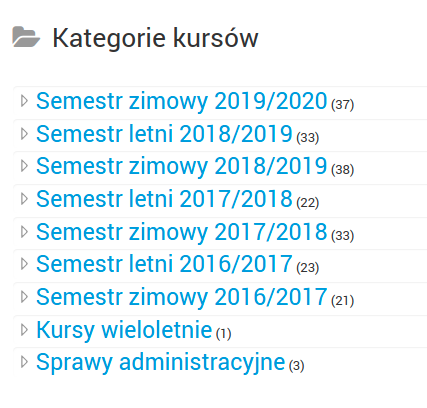 Kategorie kursów
Semestr zimowy 2019/2020 (37)
Semestr letni 2018/2019 (33)
Semestr zimowy 2018/2019 (38)
Semestr letni 2017/2018 (22)
Semestr zimowy 2017/2018 (33)
Semestr letni 2016/2017 (23)
Semestr zimowy 2016/2017 (21)
Kursy wieloletnie (1)
Sprawy administracyjne (3)